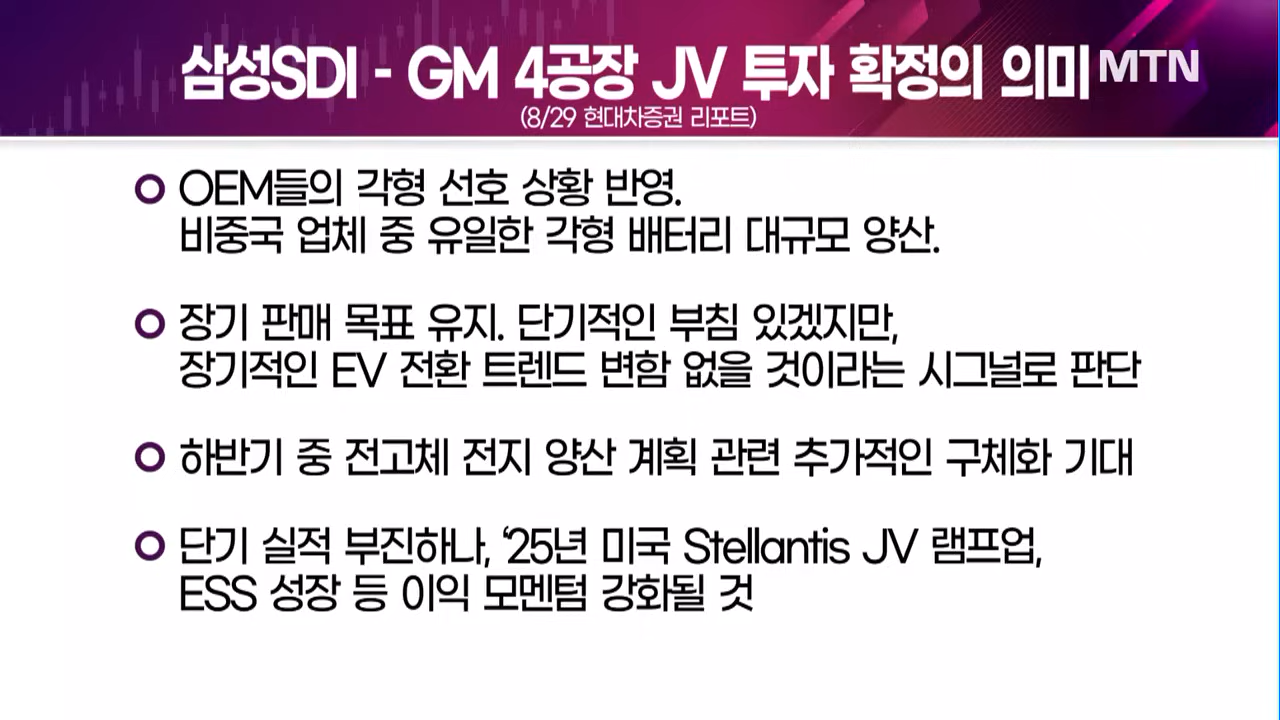 삼성SDI - GM 4공장 JV 투자 확정의 의미
MTN
(8/29 현대차증권 리포트)
OEM들의 각형 선호 상황 반영.
비중국 업체 중 유일한 각형 배터리 대규모 양산.
장기 판매 목표 유지. 단기적인 부침 있겠지만,
장기적인 EV 전환 트렌드 변함 없을 것이라는 시그널로 판단
하반기 중 전고체 전지 양산 계획 관련 추가적인 구체화 기대
단기 실적 부진하나, ‘25년 미국 Stellantis JV 램프업,
ESS 성장 등 이익 모멘텀 강화될 것